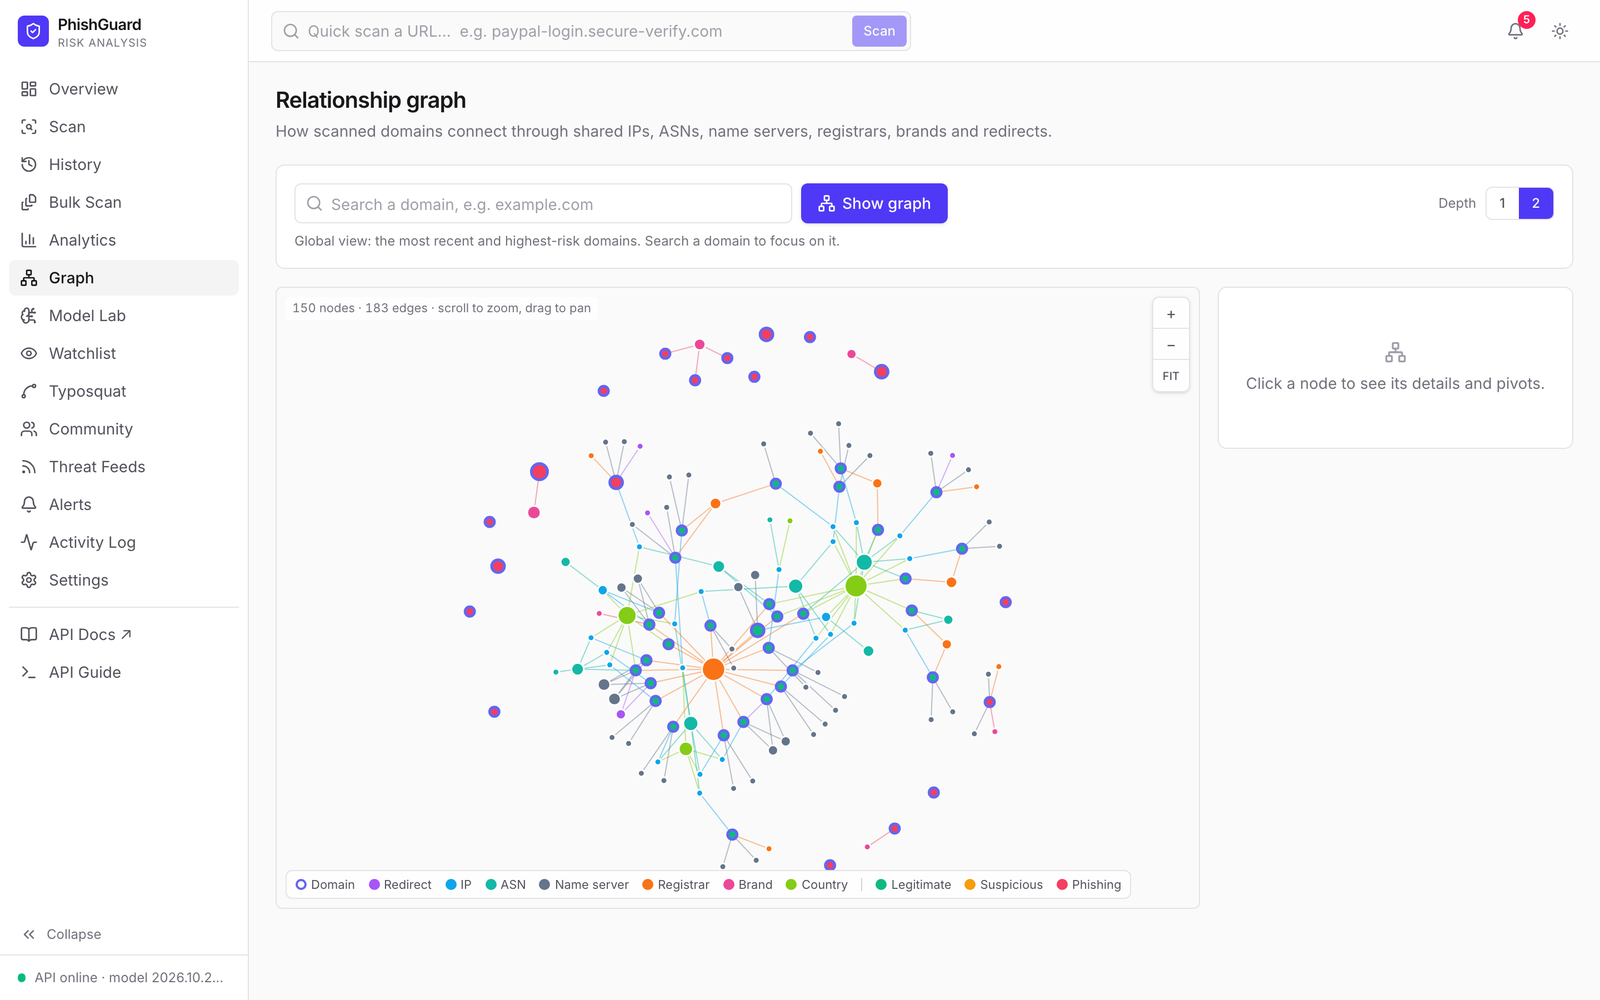 PhishGuard
RISK ANALYSIS
Quick scan a URL... e.g. paypal-login.secure-verify.com
Scan
5
Overview
Scan
History
Bulk Scan
Analytics
Graph
Model Lab
Watchlist
Typosquat
Community
Threat Feeds
Alerts
Activity Log
Settings
API Docs ↗
API Guide
Collapse
API online · model 2026.10.2...
Relationship graph
How scanned domains connect through shared IPs, ASNs, name servers, registrars, brands and redirects.
Search a domain, e.g. example.com
Show graph
Depth 1 2
Global view: the most recent and highest-risk domains. Search a domain to focus on it.
150 nodes · 183 edges · scroll to zoom, drag to pan
+
−
FIT
Click a node to see its details and pivots.
Domain Redirect IP ASN Name server Registrar Brand Country Legitimate Suspicious Phishing